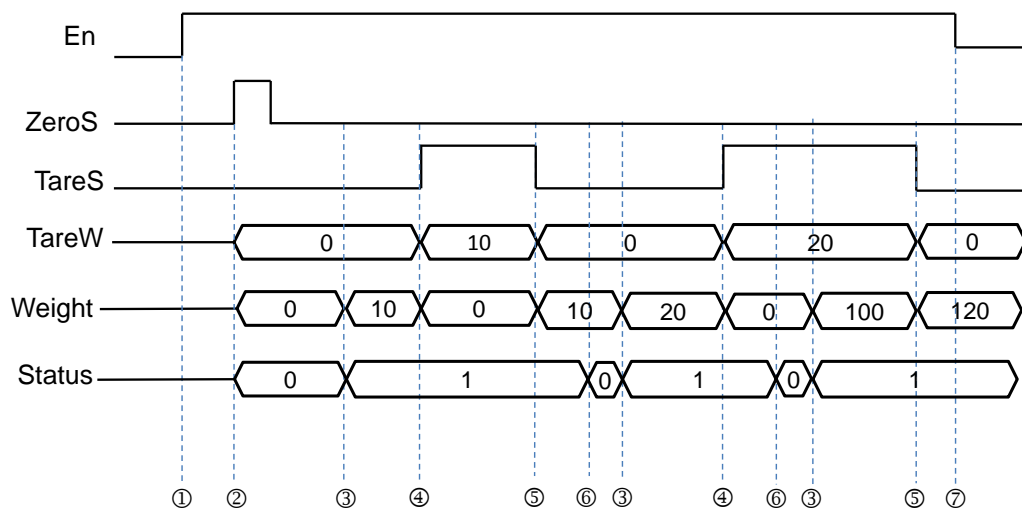 En
ZeroS
TareS
TareW 0 10 0 20 0
Weight 0 10 0 10 20 0 100 120
Status 0 1 0 1 0 1
① ② ③ ④ ⑤ ⑥ ③ ④ ⑥ ③ ⑤ ⑦